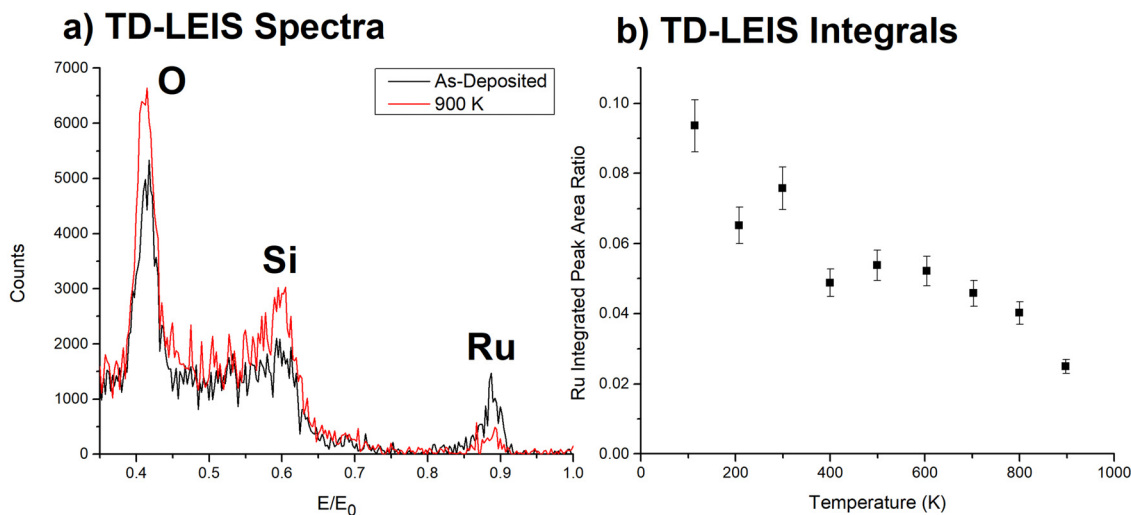 a) TD-LEIS Spectra
7000
6000
5000
4000
3000
2000
1000
0
Counts
0.4 0.5 0.6 0.7 0.8 0.9 1.0
E/E0
O
Si
Ru
As-Deposited
900 K
b) TD-LEIS Integrals
0.10
0.08
0.06
0.04
0.02
0.00
Ru Integrated Peak Area Ratio
0 200 400 600 800 1000
Temperature (K)